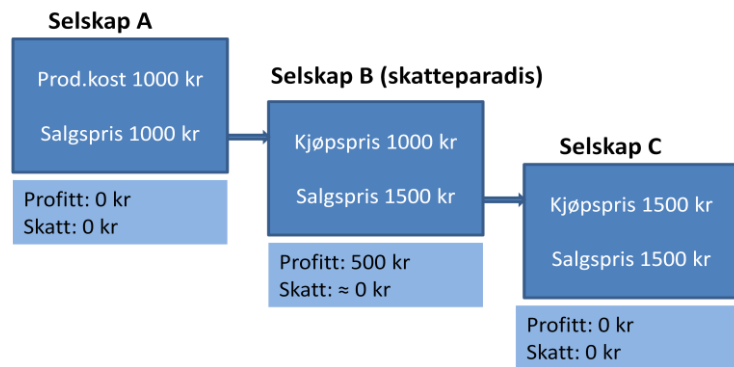 Selskap A
Prod.kost 1000 kr
Salgspris 1000 kr
Profitt: 0 kr
Skatt: 0 kr
Selskap B (skatteparadis)
Kjøpspris 1000 kr
Salgspris 1500 kr
Profitt: 500 kr
Skatt: ≈ 0 kr
Selskap C
Kjøpspris 1500 kr
Salgspris 1500 kr
Profitt: 0 kr
Skatt: 0 kr